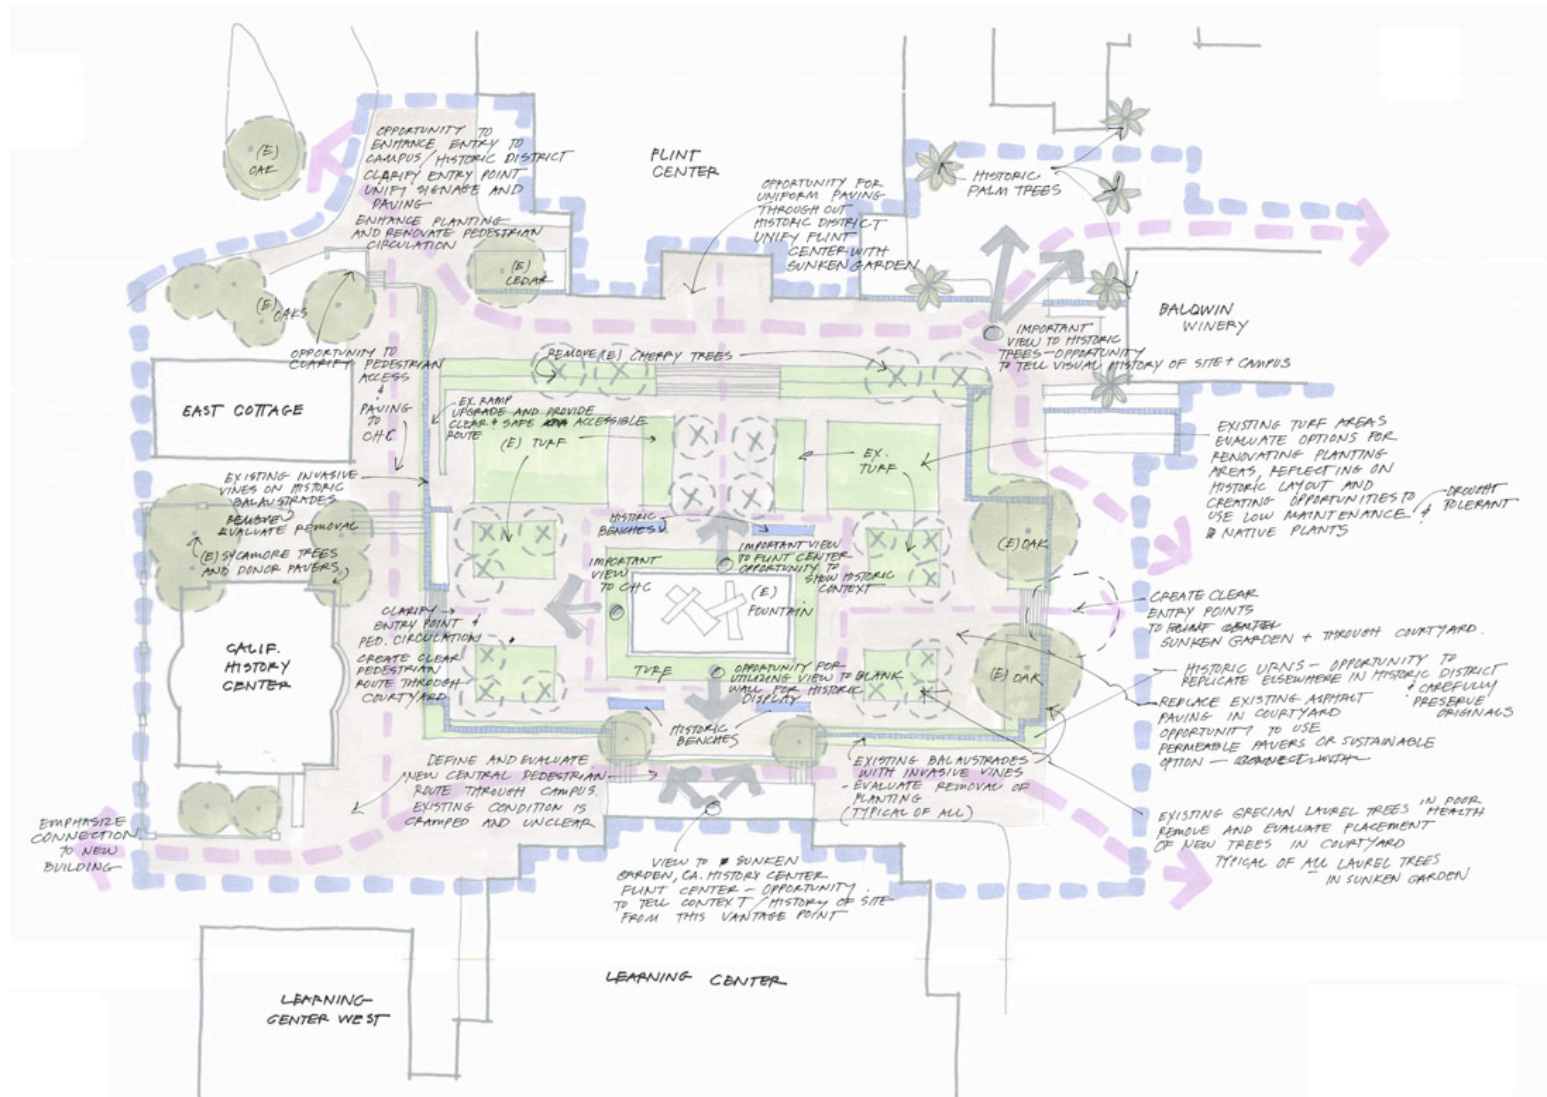 (E)
OAK
OPPORTUNITY TO
ENHANCE ENTRY TO
CAMPUS/HISTORIC DISTRICT
CLARIFY ENTRY POINT
UNIFY SIGNAGE AND
PAVING
ENHANCE PLANTING
AND RENOVATE PEDESTRIAN
CIRCULATION
FLINT
CENTER
OPPORTUNITY FOR
UNIFORM PAVING
THROUGH OUT
HISTORIC DISTRICT
UNIFY FLINT
CENTER WITH
SUNKEN GARDEN
HISTORIC
PALM TREES
(E)
CEDAR
(E)
OAKS
BALDWIN
WINERY
IMPORTANT
VIEW TO HISTORIC
TREES - OPPORTUNITY
TO TELL VISUAL HISTORY OF SITE + CAMPUS
OPPORTUNITY TO
CLARIFY PEDESTRIAN
ACCESS
&
PAVING
TO
CHC
REMOVE (E) CHERRY TREES
EAST COTTAGE
EX. RAMP
UPGRADE AND PROVIDE
CLEAR + SAFE ACCESSIBLE
ROUTE
(E) TURF
EX.
TURF
EXISTING TURF AREAS
EVALUATE OPTIONS FOR
RENOVATING PLANTING
AREAS, REFLECTING ON
HISTORIC LAYOUT AND
CREATING OPPORTUNITIES TO
USE LOW MAINTENANCE, & DROUGHT TOLERANT
NATIVE PLANTS
EXISTING INVASIVE
VINES ON HISTORIC
BALAUSTRADES
REMOVE
EVALUATE REMOVAL
(E) SYCAMORE TREES
AND DONOR PAVERS
HISTORIC
BENCHES
IMPORTANT
VIEW
TO CHC
IMPORTANT VIEW
TO FLINT CENTER
OPPORTUNITY TO
SHOW HISTORIC
CONTEXT
(E)
FOUNTAIN
(E) OAK
CREATE CLEAR
ENTRY POINTS
TO FLINT CENTER
SUNKEN GARDEN + THROUGH COURTYARD.
CLARIFY
ENTRY POINT &
PED. CIRCULATION
CREATE CLEAR
PEDESTRIAN
ROUTE THROUGH
COURTYARD
CALIF.
HISTORY
CENTER
TURF
OPPORTUNITY FOR
UTILIZING VIEW TO BLANK
WALL FOR HISTORIC
DISPLAY
(E) OAK
HISTORIC URNS - OPPORTUNITY TO
REPLICATE ELSEWHERE IN HISTORIC DISTRICT
& CAREFULLY
PRESERVE
ORIGINALS
REPLACE EXISTING ASPHALT
PAVING IN COURTYARD
OPPORTUNITY TO USE
PERMEABLE PAVERS OR SUSTAINABLE
OPTION - CONNECT WITH
HISTORIC
BENCHES
DEFINE AND EVALUATE
NEW CENTRAL PEDESTRIAN
ROUTE THROUGH CAMPUS.
EXISTING CONDITION IS
CRAMPED AND UNCLEAR
EXISTING BALAUSTRADES
WITH INVASIVE VINES
- EVALUATE REMOVAL OF
PLANTING
(TYPICAL OF ALL)
EXISTING GRECIAN LAUREL TREES IN POOR HEALTH
REMOVE AND EVALUATE PLACEMENT
OF NEW TREES IN COURTYARD
TYPICAL OF ALL LAUREL TREES
IN SUNKEN GARDEN
EMPHASIZE
CONNECTION
TO NEW
BUILDING
VIEW TO SUNKEN
GARDEN, CA. HISTORY CENTER
FLINT CENTER - OPPORTUNITY
TO TELL CONTEXT/HISTORY OF SITE
FROM THIS VANTAGE POINT
LEARNING CENTER
LEARNING
CENTER WEST